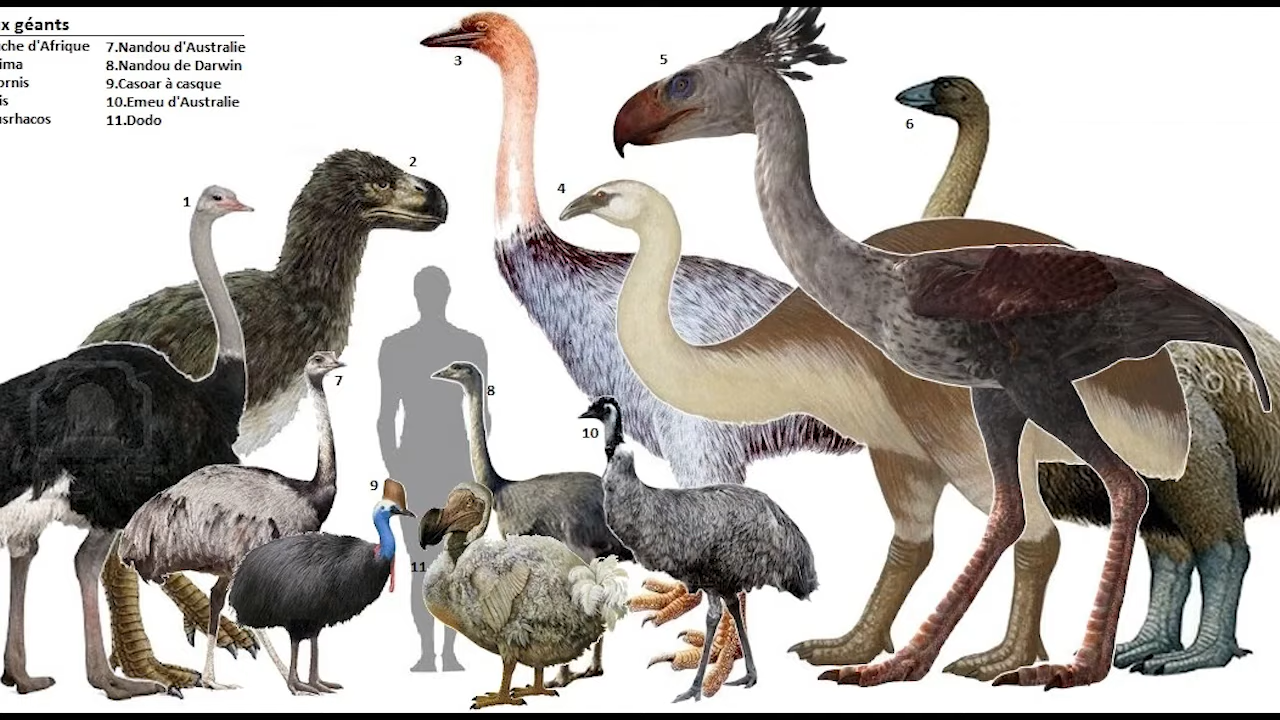 x géants
che d'Afrique
ima
ornis
is
usrhacos
7.Nandou d'Australie
8.Nandou de Darwin
9.Casoar à casque
10.Emeu d'Australie
11.Dodo
1
2
3
4
5
6
7
8
9
10
11